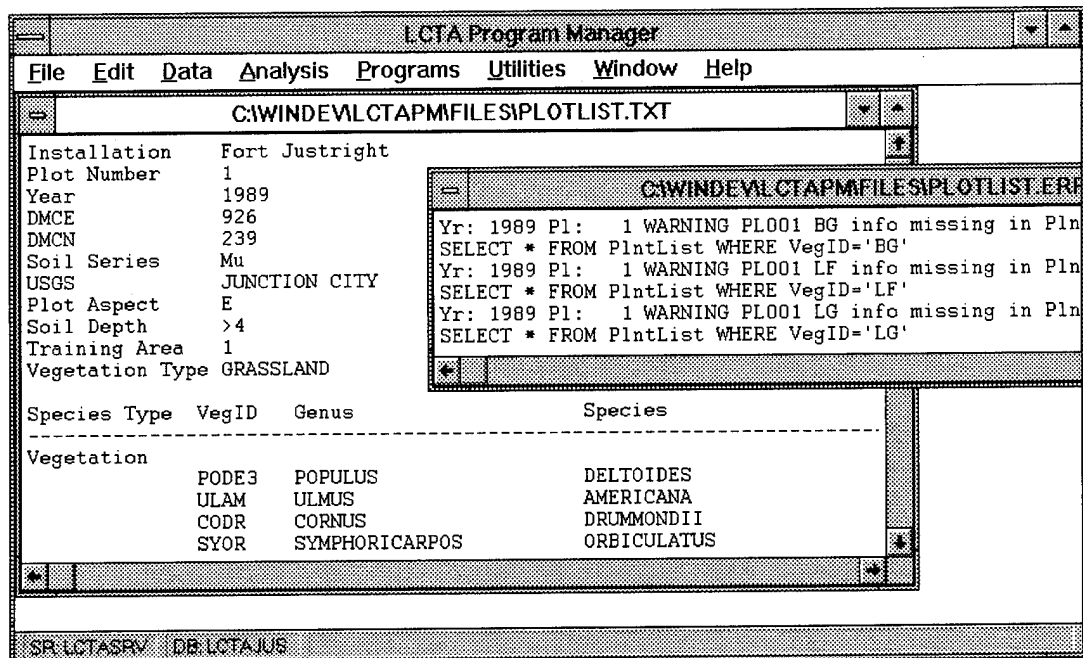 LCTA Program Manager
File Edit Data Analysis Programs Utilities Window Help
C:\WINDEV\LCTAPM\FILES\PLOTLIST.TXT
Installation Fort Justright
Plot Number 1
Year 1989
DMCE 926
DMCN 239
Soil Series Mu
USGS JUNCTION CITY
Plot Aspect E
Soil Depth >4
Training Area 1
Vegetation Type GRASSLAND
Species Type VegID Genus Species
Vegetation
PODE3 POPULUS DELTOIDES
ULAM ULMUS AMERICANA
CODR CORNUS DRUMMONDII
SYOR SYMPHORICARPOS ORBICULATUS
C:\WINDEV\LCTAPM\FILES\PLOTLIST.ERR
Yr: 1989 Pl: 1 WARNING PL001 BG info missing in Pln
SELECT * FROM PlntList WHERE VegID='BG'
Yr: 1989 Pl: 1 WARNING PL001 LF info missing in Pln
SELECT * FROM PlntList WHERE VegID='LF'
Yr: 1989 Pl: 1 WARNING PL001 LG info missing in Pln
SELECT * FROM PlntList WHERE VegID='LG'
SR:LCTASRV DB:LCTAJUS